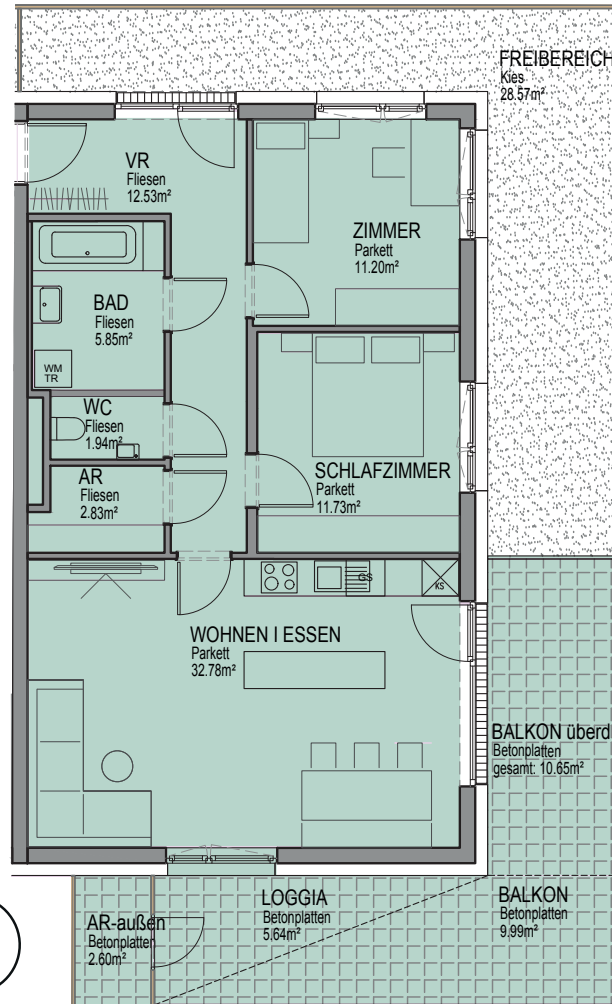 FREIBEREICH
Kies
28.57m²
VR
Fliesen
12.53m²
ZIMMER
Parkett
11.20m²
BAD
Fliesen
5.85m²
WM
TR
WC
Fliesen
1.94m²
AR
Fliesen
2.83m²
SCHLAFZIMMER
Parkett
11.73m²
GS
KS
WOHNEN I ESSEN
Parkett
32.78m²
BALKON überd
Betonplatten
gesamt: 10.65m²
AR-außen
Betonplatten
2.60m²
LOGGIA
Betonplatten
5.64m²
BALKON
Betonplatten
9.99m²